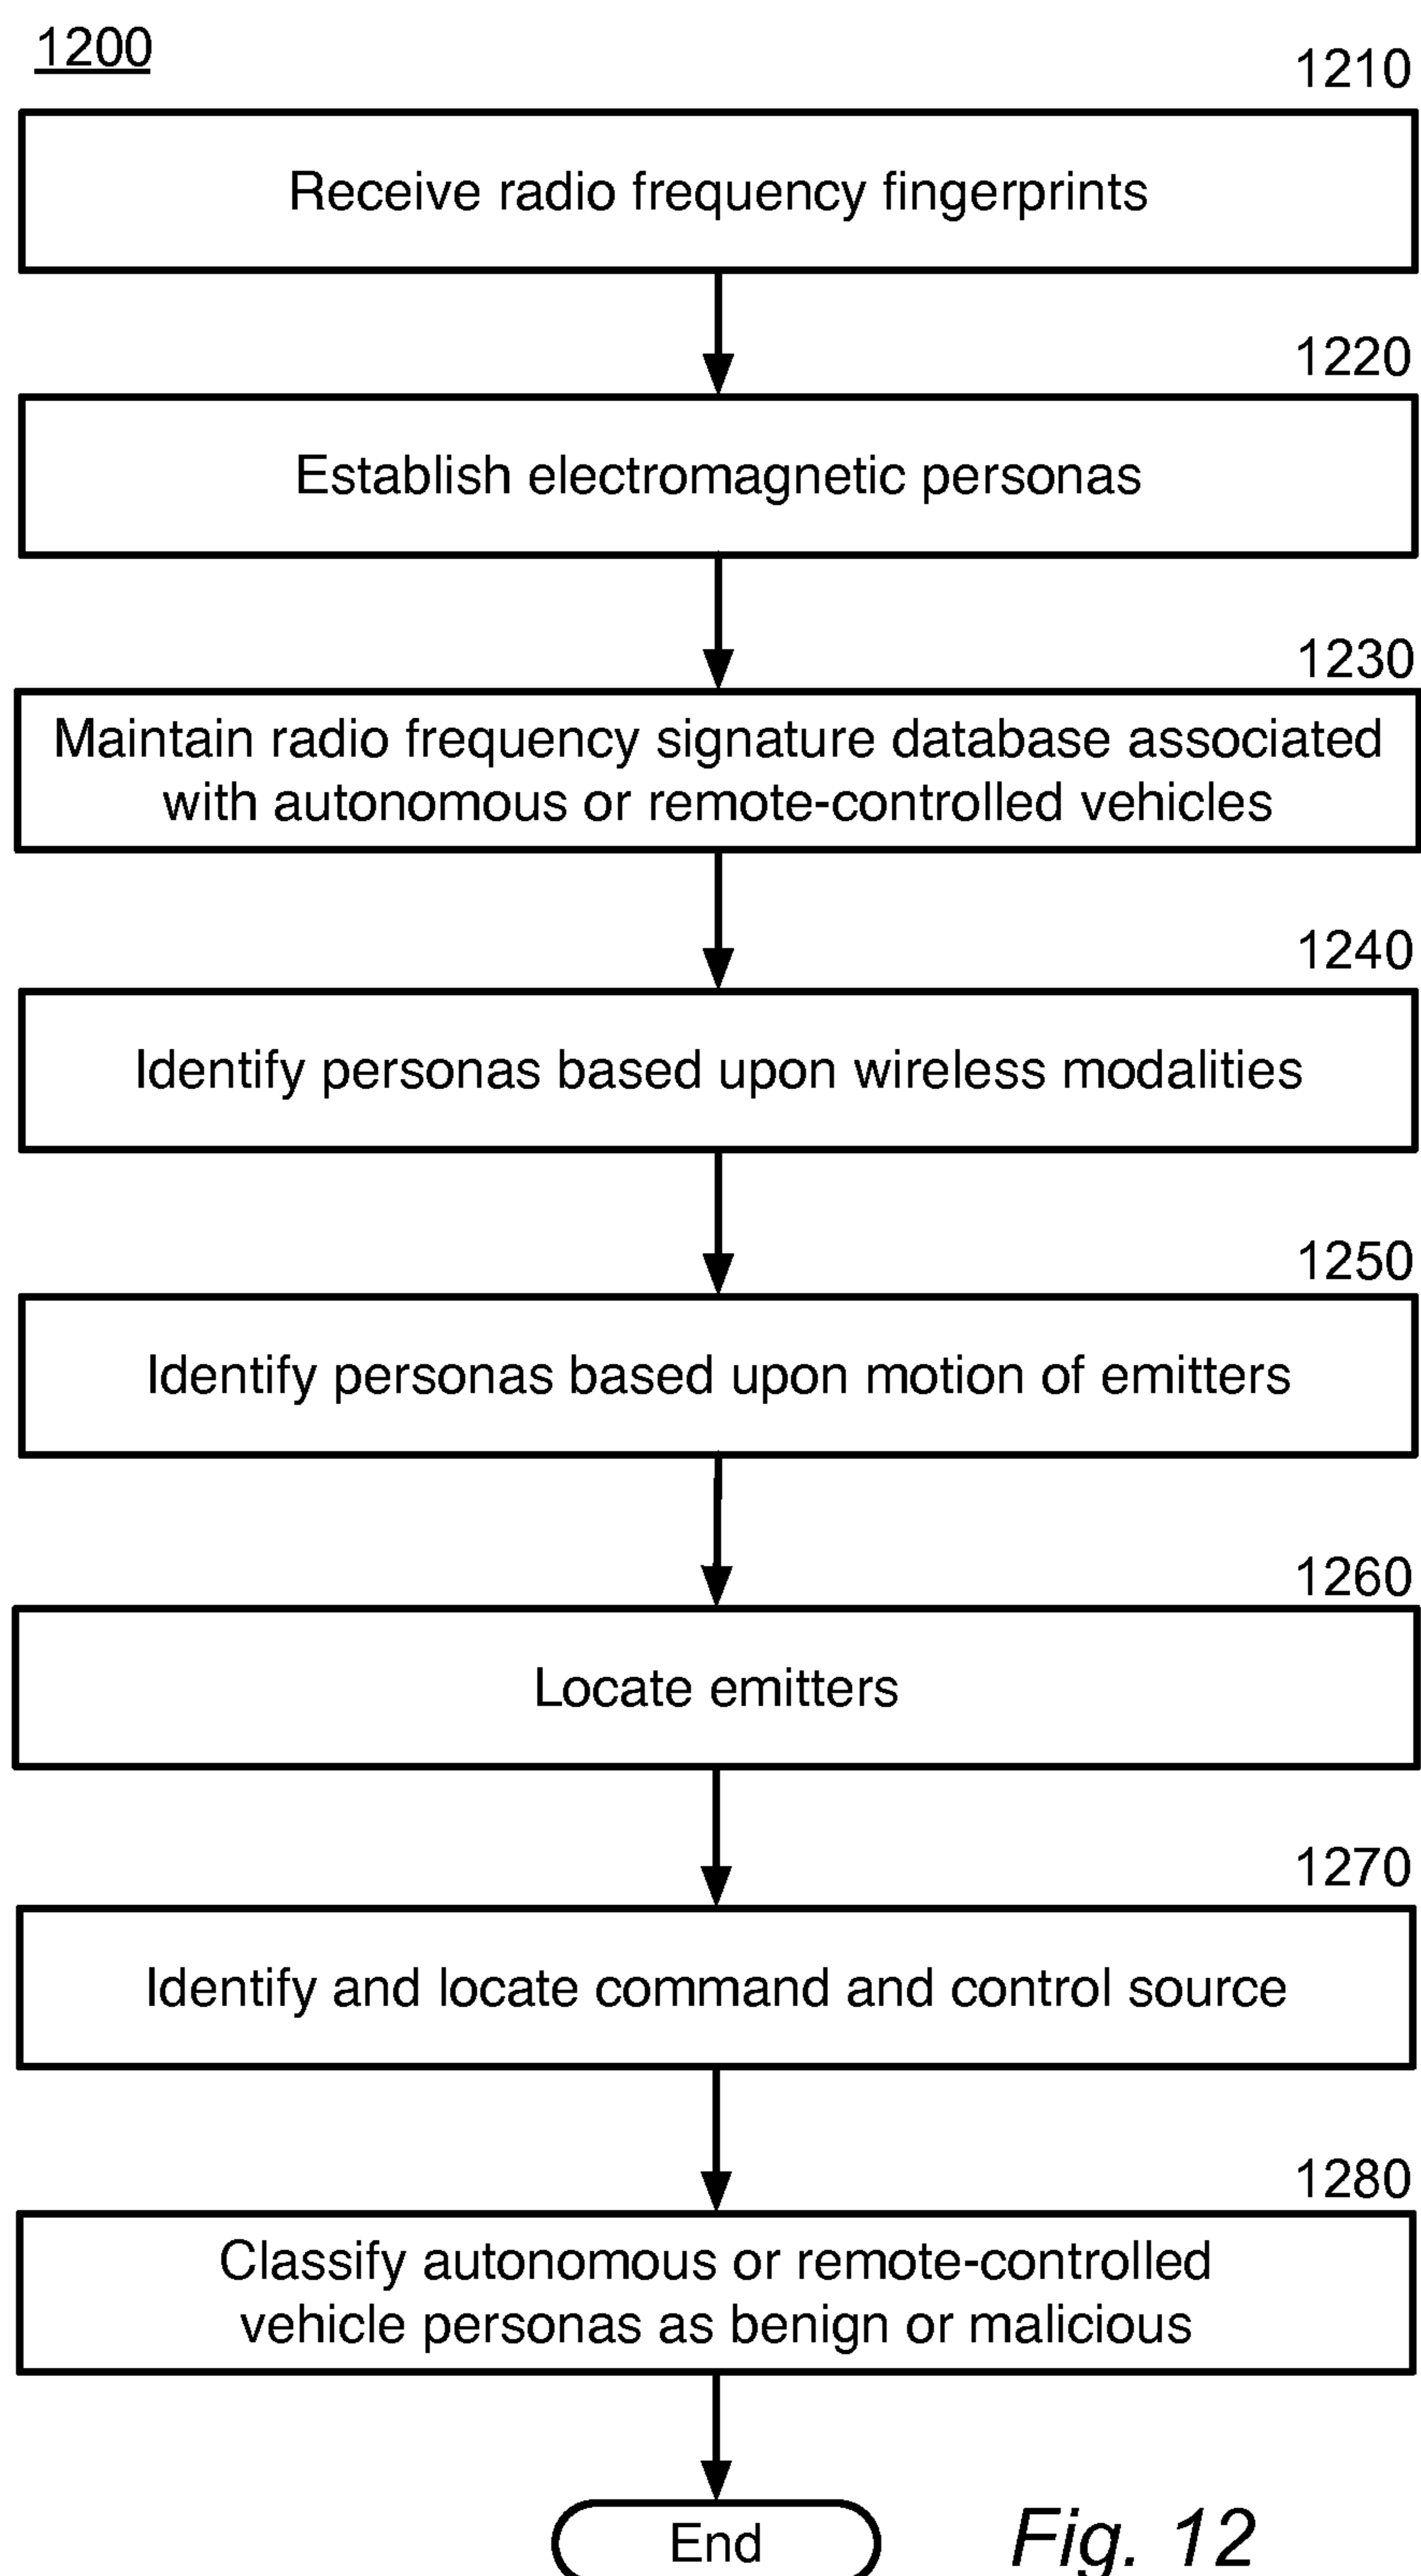 1200
1210
Receive radio frequency fingerprints
1220
Establish electromagnetic personas
1230
Maintain radio frequency signature database associated
with autonomous or remote-controlled vehicles
1240
Identify personas based upon wireless modalities
1250
Identify personas based upon motion of emitters
1260
Locate emitters
1270
Identify and locate command and control source
1280
Classify autonomous or remote-controlled
vehicle personas as benign or malicious
End
Fig. 12